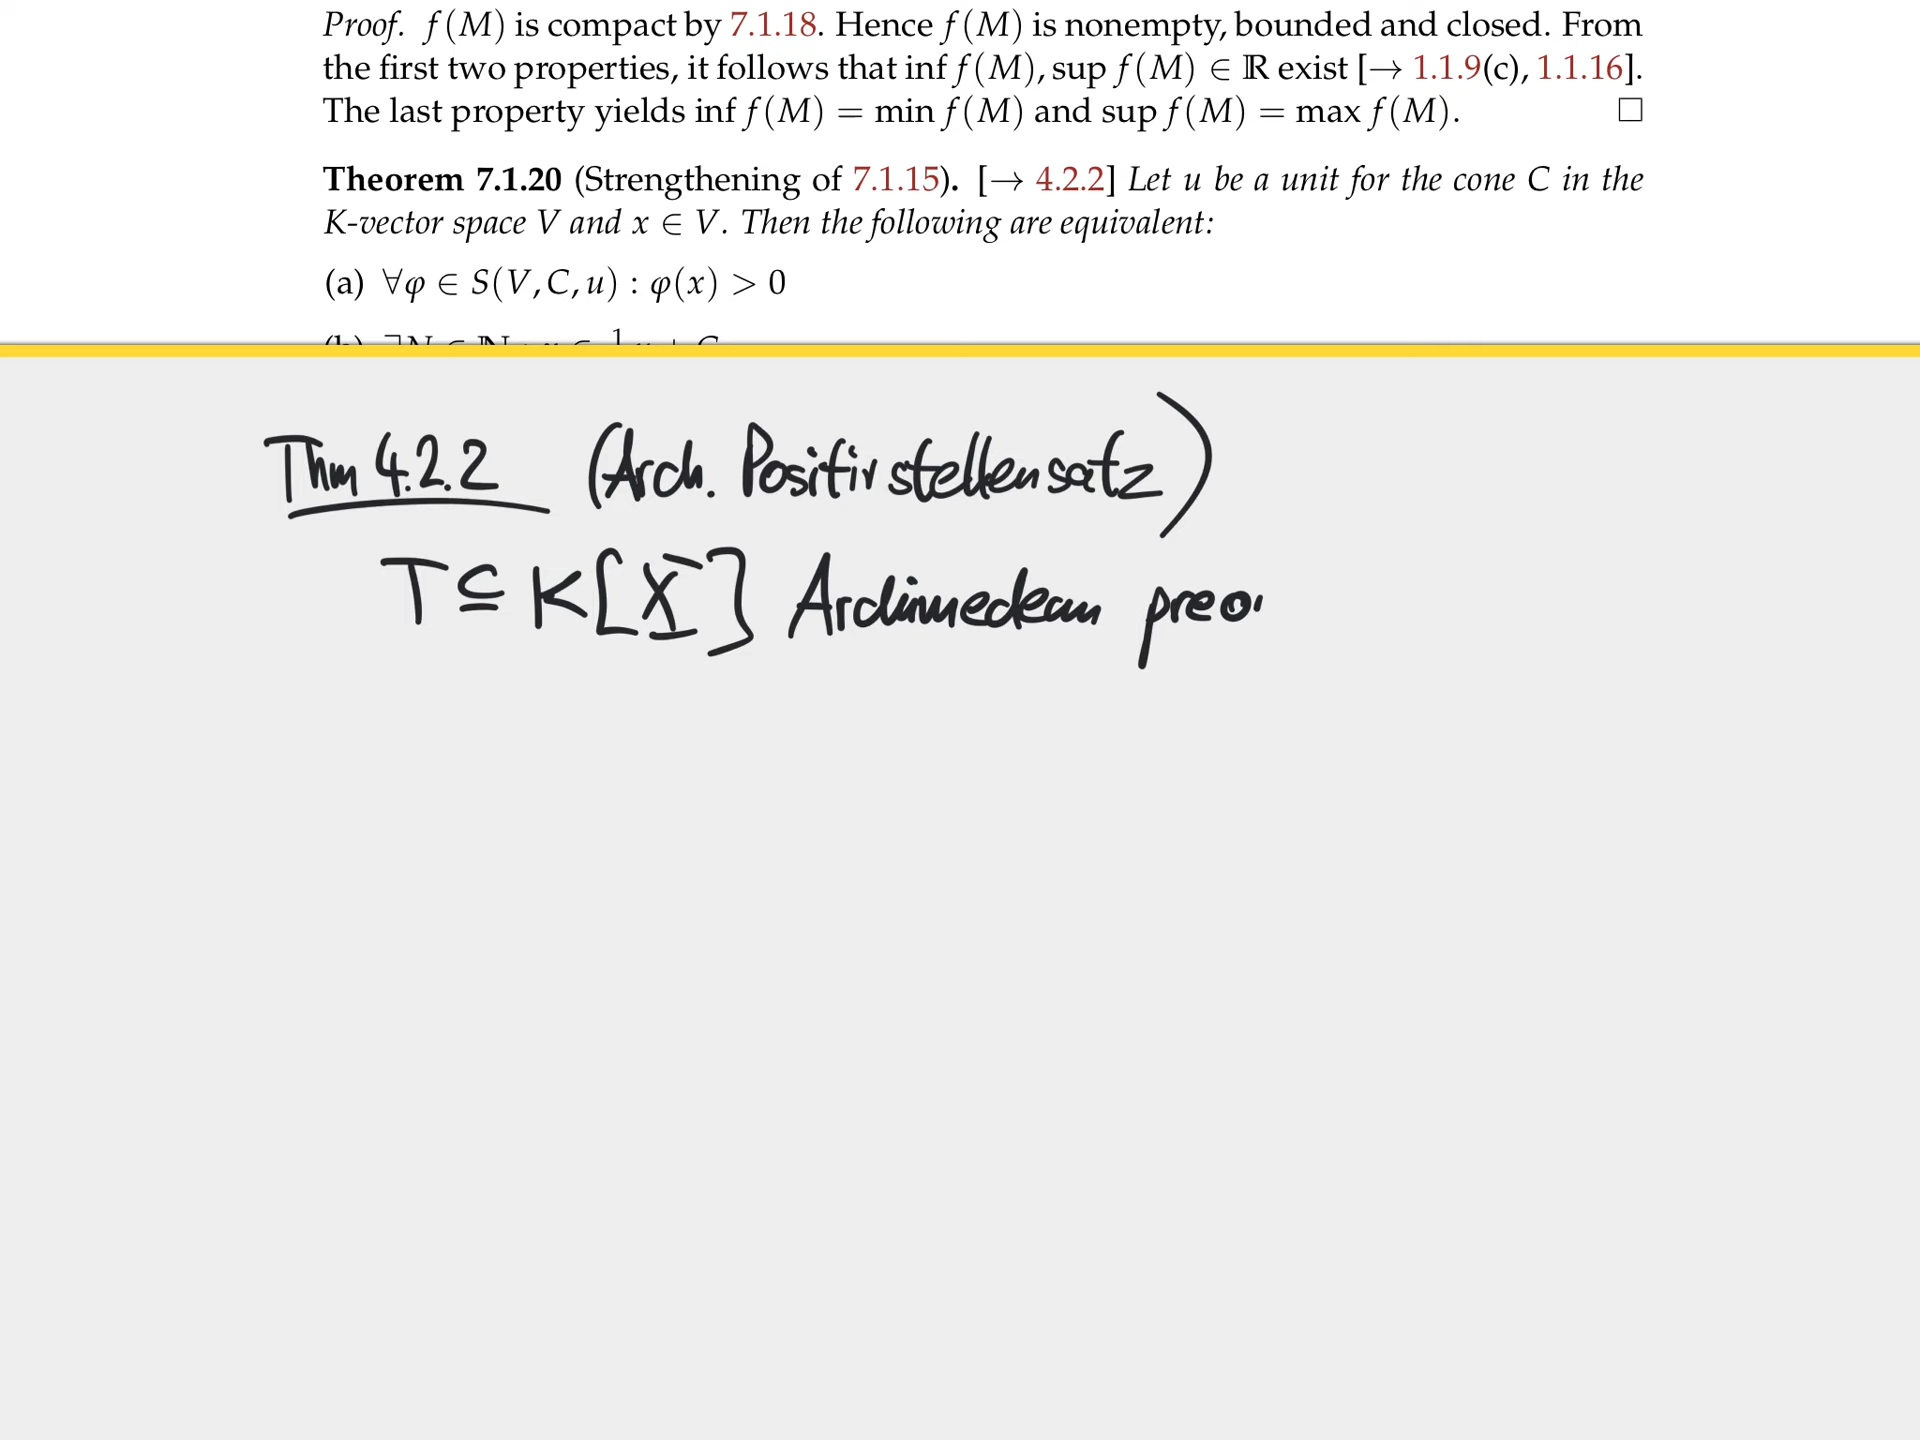 Proof. f(M) is compact by 7.1.18. Hence f(M) is nonempty, bounded and closed. From
the first two properties, it follows that inf f(M), sup f(M) ∈ ℝ exist [→ 1.1.9(c), 1.1.16].
The last property yields inf f(M) = min f(M) and sup f(M) = max f(M). □
Theorem 7.1.20 (Strengthening of 7.1.15). [→ 4.2.2] Let u be a unit for the cone C in the
K-vector space V and x ∈ V. Then the following are equivalent:
(a) ∀φ ∈ S(V, C, u) : φ(x) > 0
Thm 4.2.2 (Arch. Positivstellensatz)
T ⊆ K[X] Archimedean preo